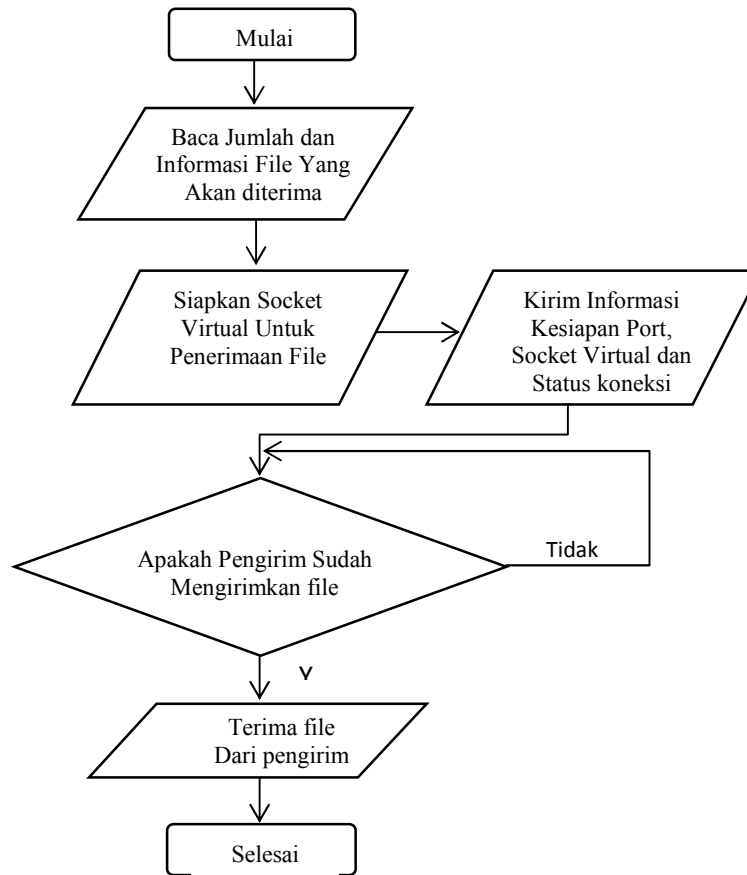 Mulai
Baca Jumlah dan
Informasi File Yang
Akan diterima
Siapkan Socket
Virtual Untuk
Penerimaan File
Kirim Informasi
Kesiapan Port,
Socket Virtual dan
Status koneksi
Apakah Pengirim Sudah
Mengirimkan file
Tidak
Terima file
Dari pengirim
Selesai